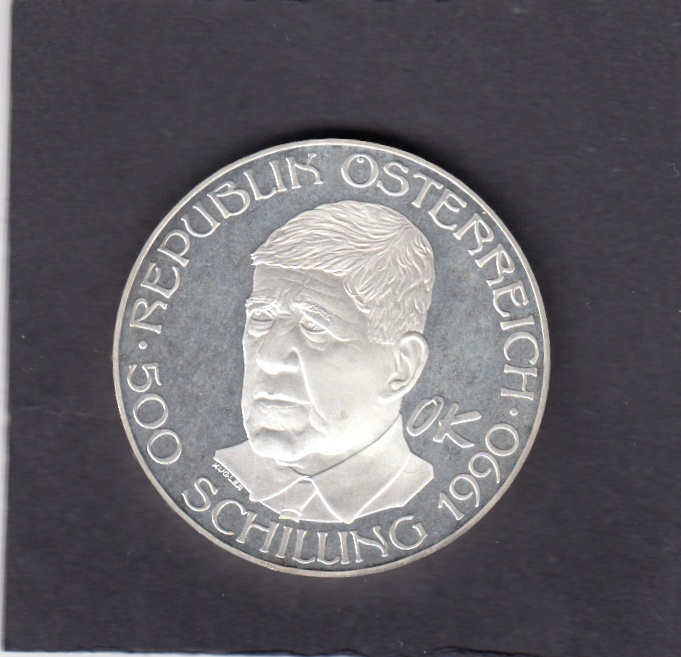 · REPUBLIK ÖSTERREICH ·
500 SCHILLING 1990
OK
KUGLER